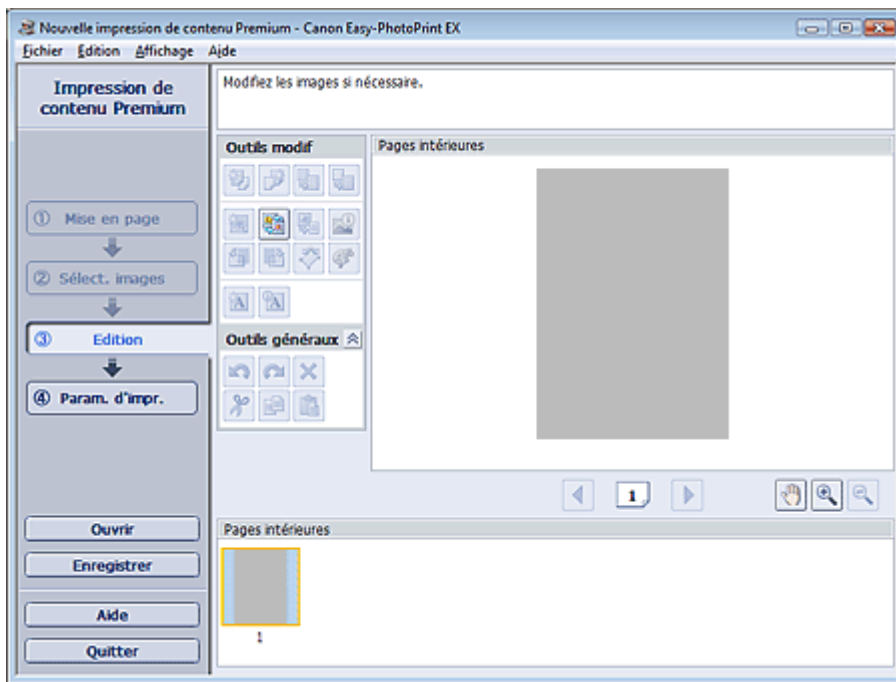 Nouvelle impression de contenu Premium - Canon Easy-PhotoPrint EX
Fichier Édition Affichage Aide
Impression de
contenu Premium
Modifiez les images si nécessaire.
① Mise en page
② Sélect. images
③ Edition
④ Param. d'impr.
Outils modif
Outils généraux
Pages intérieures
1
Ouvrir
Enregistrer
Aide
Quitter
Pages intérieures
1